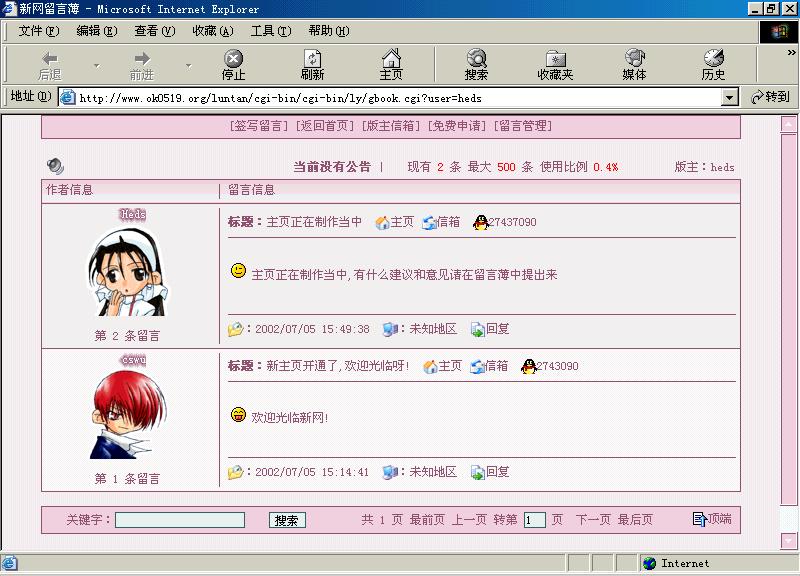 新网留言薄 - Microsoft Internet Explorer
文件(F) 编辑(E) 查看(V) 收藏(A) 工具(T) 帮助(H)
后退 前进 停止 刷新 主页 搜索 收藏夹 媒体 历史 »
地址(D) http://www.ok0519.org/luntan/cgi-bin/cgi-bin/ly/gbook.cgi?user=heds 转到
[签写留言] [返回首页] [版主信箱] [免费申请] [留言管理]
当前没有公告 | 现有 2 条 最大 500 条 使用比例 0.4% 版主：heds
作者信息 | 留言信息
Heds
标题：主页正在制作当中 主页 信箱 27437090
主页正在制作当中,有什么建议和意见请在留言薄中提出来
第 2 条留言
：2002/07/05 15:49:38 ：未知地区 回复
cswu
标题：新主页开通了,欢迎光临呀! 主页 信箱 2743090
欢迎光临新网!
第 1 条留言
：2002/07/05 15:14:41 ：未知地区 回复
关键字： 搜索 共 1 页 最前页 上一页 转第 1 页 下一页 最后页 顶端
Internet